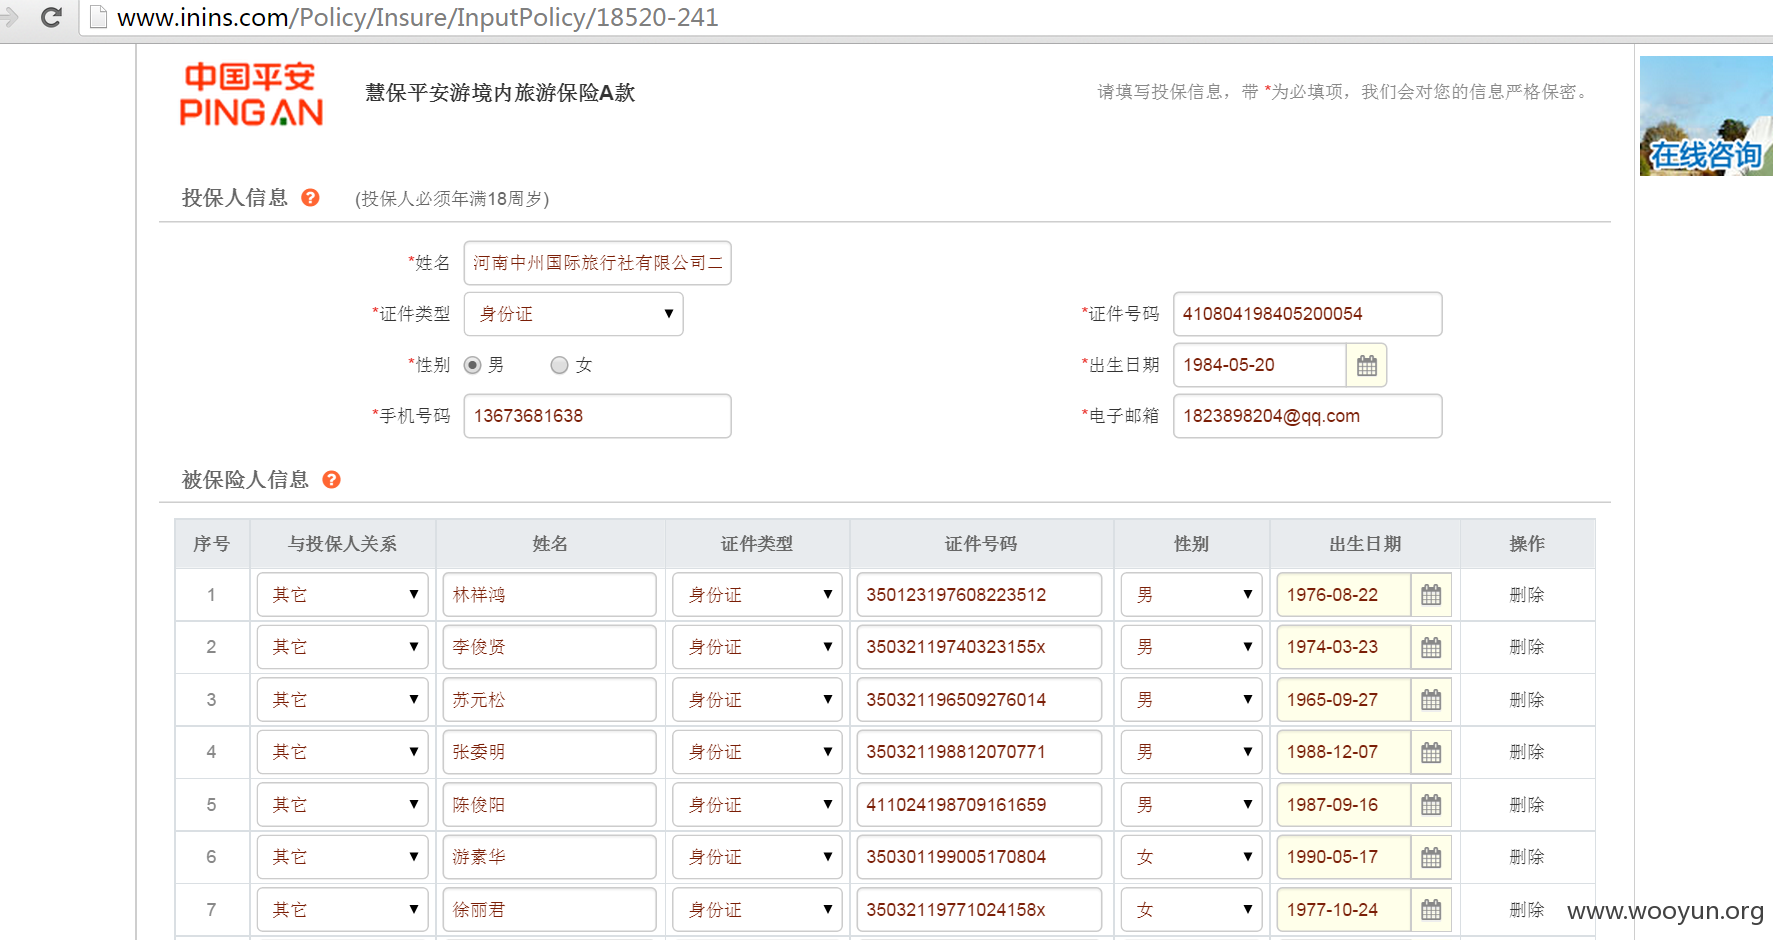 www.inins.com/Policy/Insure/InputPolicy/18520-241
中国平安
PING AN
慧保平安游境内旅游保险A款
请填写投保信息，带 *为必填项，我们会对您的信息严格保密。
在线咨询
投保人信息 ? (投保人必须年满18周岁)
*姓名 河南中州国际旅行社有限公司二
*证件类型 身份证 *证件号码 410804198405200054
*性别 男 女 *出生日期 1984-05-20
*手机号码 13673681638 *电子邮箱 1823898204@qq.com
被保险人信息 ?
序号 与投保人关系 姓名 证件类型 证件号码 性别 出生日期 操作
1 其它 林祥鸿 身份证 350123197608223512 男 1976-08-22 删除
2 其它 李俊贤 身份证 35032119740323155x 男 1974-03-23 删除
3 其它 苏元松 身份证 350321196509276014 男 1965-09-27 删除
4 其它 张委明 身份证 350321198812070771 男 1988-12-07 删除
5 其它 陈俊阳 身份证 411024198709161659 男 1987-09-16 删除
6 其它 游素华 身份证 350301199005170804 女 1990-05-17 删除
7 其它 徐丽君 身份证 35032119771024158x 女 1977-10-24 删除
www.wooyun.org